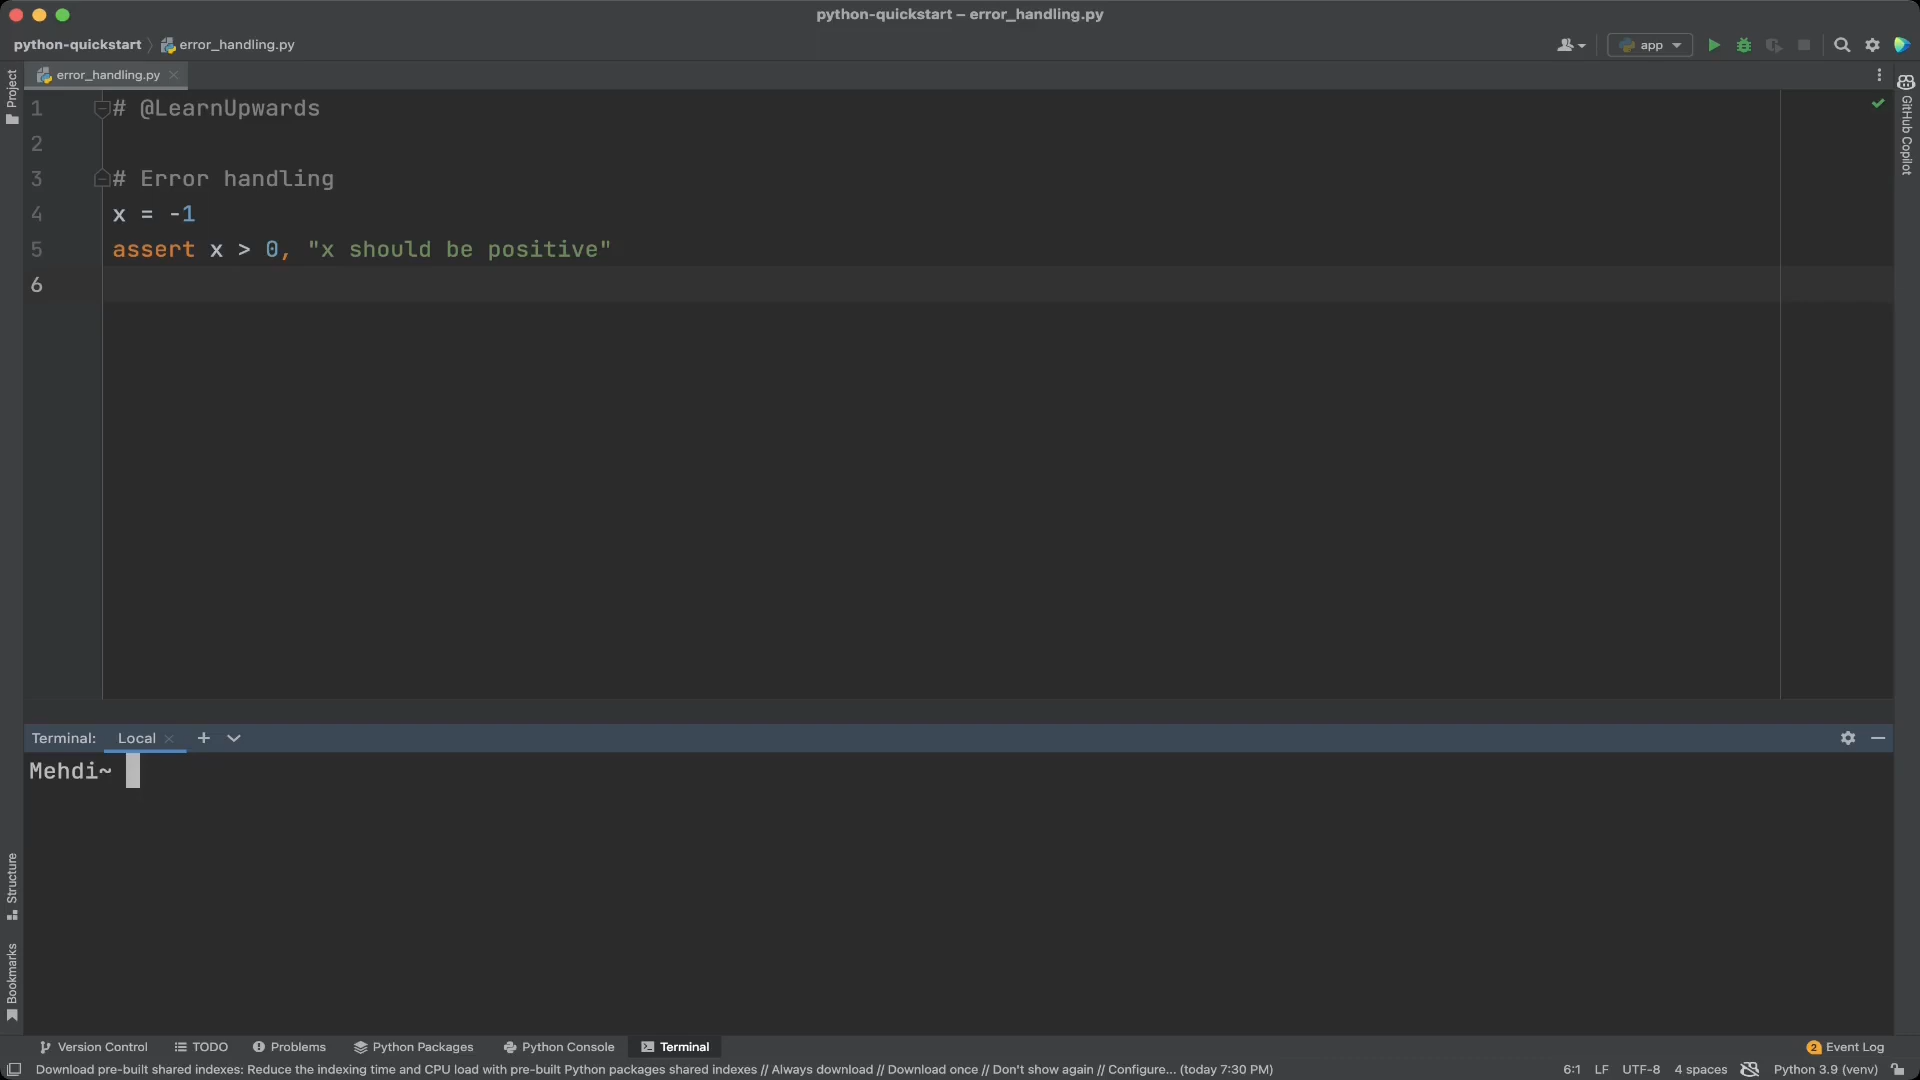 python-quickstart – error_handling.py
python-quickstart
error_handling.py
app
error_handling.py
Project
GitHub Copilot
1 # @LearnUpwards
2
3 # Error handling
4 x = -1
5 assert x > 0, "x should be positive"
6
Terminal:
Local
Mehdi~
Structure
Bookmarks
Version Control
TODO
Problems
Python Packages
Python Console
Terminal
2 Event Log
Download pre-built shared indexes: Reduce the indexing time and CPU load with pre-built Python packages shared indexes // Always download // Download once // Don't show again // Configure... (today 7:30 PM)
6:1
LF
UTF-8
4 spaces
Python 3.9 (venv)